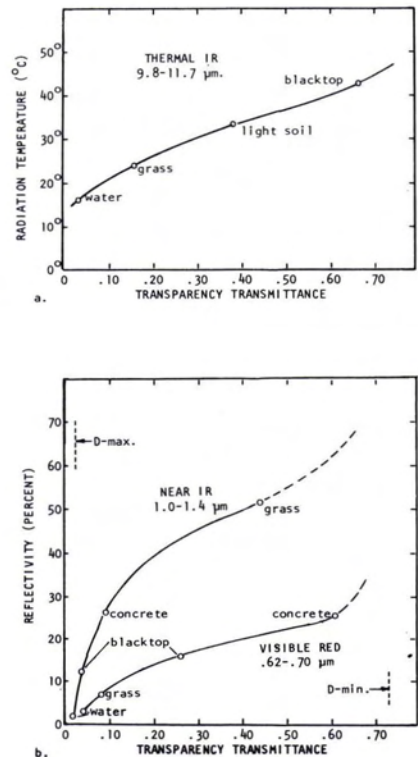 RADIATION TEMPERATURE (°C)
50°
40°
30°
20°
10°
0°
THERMAL IR
9.8-11.7 µm.
blacktop
light soil
grass
water
0 .10 .20 .30 .40 .50 .60 .70
TRANSPARENCY TRANSMITTANCE
a.
REFLECTIVITY (PERCENT)
70
60
50
40
30
20
10
0
D-max.
NEAR IR
1.0-1.4 µm
grass
concrete
concrete
blacktop
VISIBLE RED
.62-.70 µm
grass
D-min.
water
0 .10 .20 .30 .40 .50 .60 .70
TRANSPARENCY TRANSMITTANCE
b.